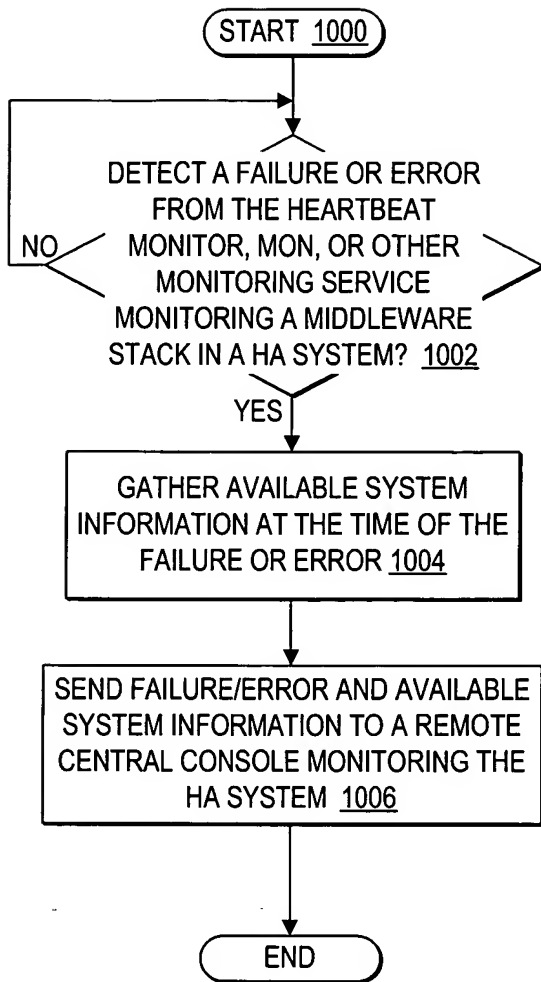 START 1000
DETECT A FAILURE OR ERROR
FROM THE HEARTBEAT
NO
MONITOR, MON, OR OTHER
MONITORING SERVICE
MONITORING A MIDDLEWARE
STACK IN A HA SYSTEM? 1002
YES
GATHER AVAILABLE SYSTEM
INFORMATION AT THE TIME OF THE
FAILURE OR ERROR 1004
SEND FAILURE/ERROR AND AVAILABLE
SYSTEM INFORMATION TO A REMOTE
CENTRAL CONSOLE MONITORING THE
HA SYSTEM 1006
END